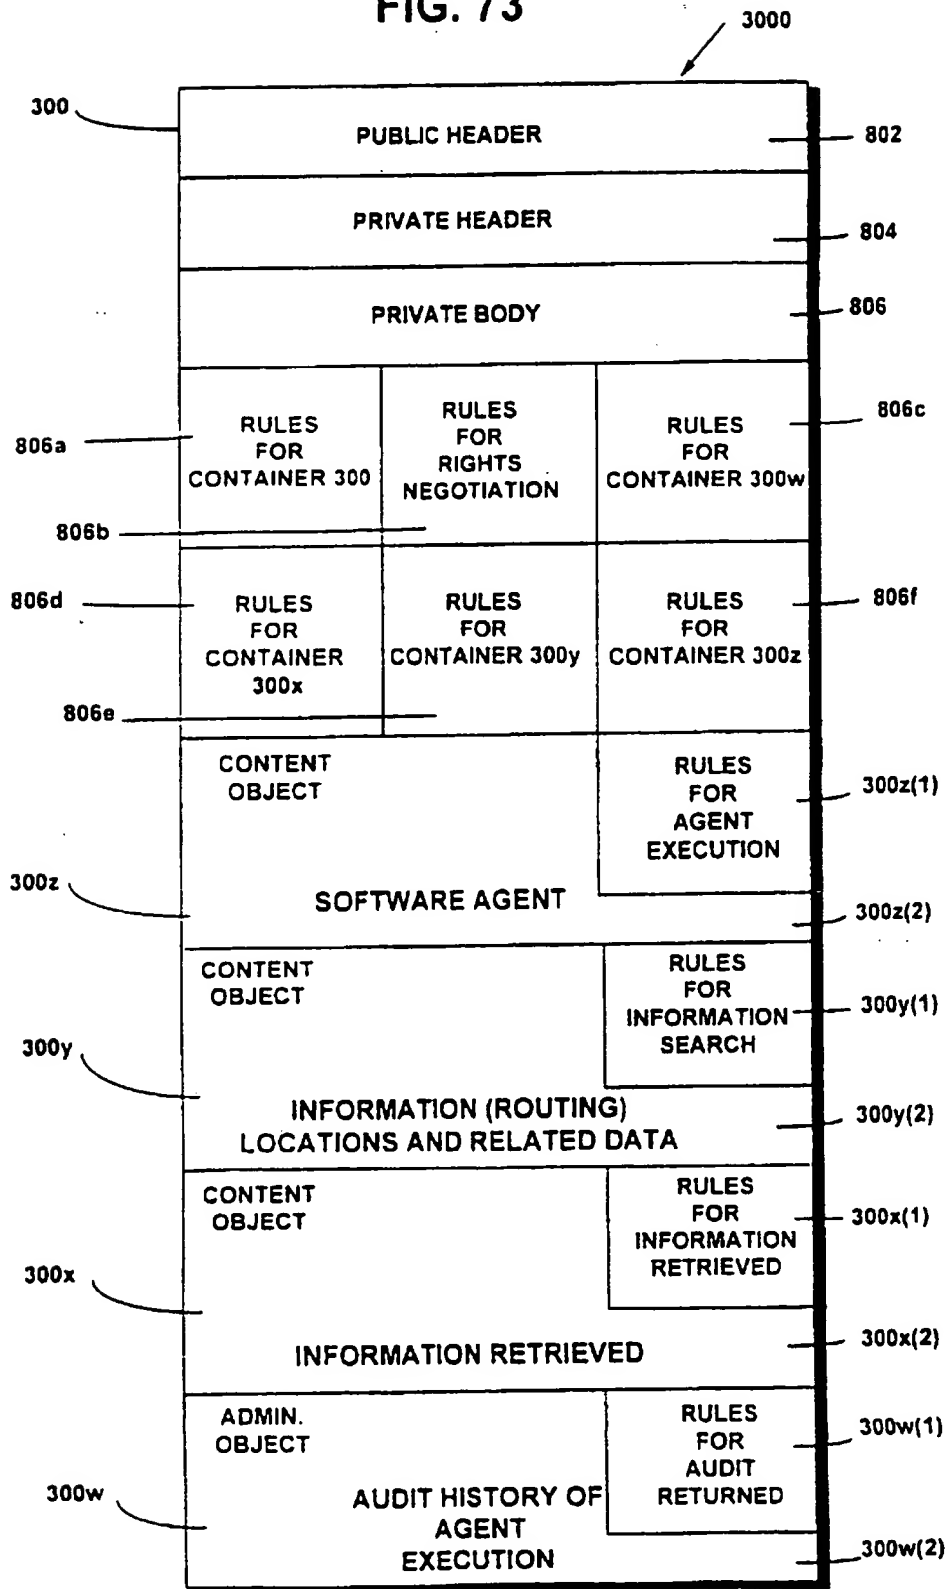 FIG. 73
3000
300
PUBLIC HEADER
802
PRIVATE HEADER
804
PRIVATE BODY
806
806a
RULES
FOR
CONTAINER 300
806b
RULES
FOR
RIGHTS
NEGOTIATION
RULES
FOR
CONTAINER 300w
806c
806d
RULES
FOR
CONTAINER
300x
806e
RULES
FOR
CONTAINER 300y
RULES
FOR
CONTAINER 300z
806f
CONTENT
OBJECT
RULES
FOR
AGENT
EXECUTION
300z(1)
300z
SOFTWARE AGENT
300z(2)
CONTENT
OBJECT
RULES
FOR
INFORMATION
SEARCH
300y(1)
300y
INFORMATION (ROUTING)
LOCATIONS AND RELATED DATA
300y(2)
CONTENT
OBJECT
RULES
FOR
INFORMATION
RETRIEVED
300x(1)
300x
INFORMATION RETRIEVED
300x(2)
ADMIN.
OBJECT
RULES
FOR
AUDIT
RETURNED
300w(1)
300w
AUDIT HISTORY OF
AGENT
EXECUTION
300w(2)